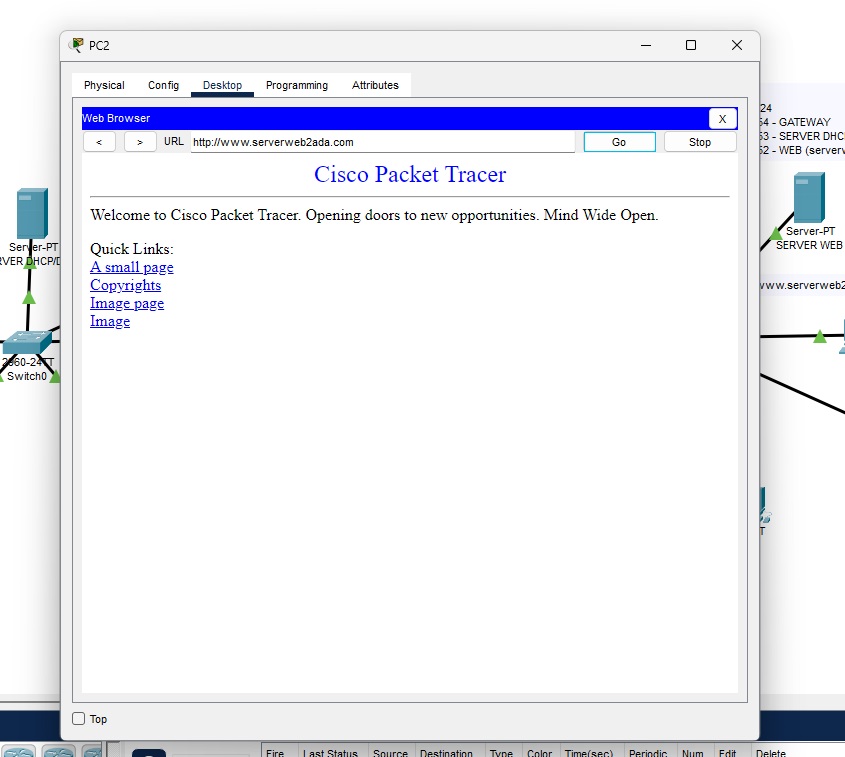 PC2
Physical Config Desktop Programming Attributes
Web Browser X
< > URL http://www.serverweb2ada.com Go Stop
Cisco Packet Tracer
Welcome to Cisco Packet Tracer. Opening doors to new opportunities. Mind Wide Open.
Quick Links:
A small page
Copyrights
Image page
Image
Top
Server-PT
VER DHCP/D
2960-24TT
Switch0
24
54 - GATEWAY
53 - SERVER DHC
52 - WEB (server
Server-PT
SERVER WEB
www.serverweb2
T
Fire Last Status Source Destination Type Color Time(sec) Periodic Num Edit Delete